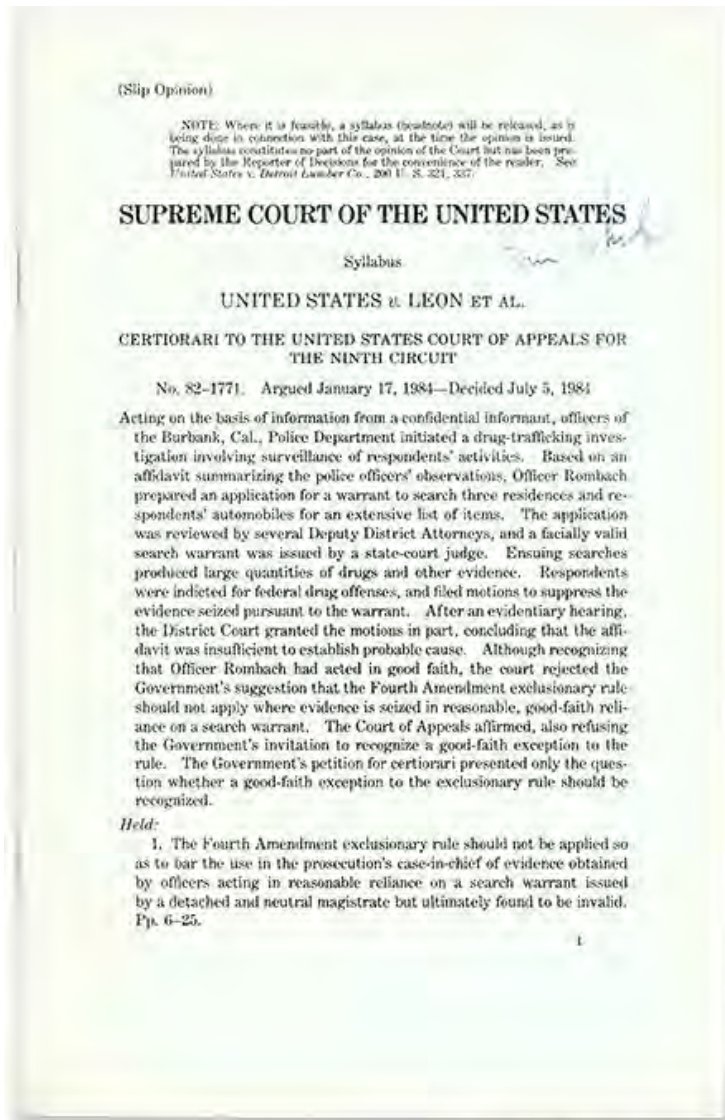 (Slip Opinion)
NOTE: Where it is feasible, a syllabus (headnote) will be released, as is
being done in connection with this case, at the time the opinion is issued.
The syllabus constitutes no part of the opinion of the Court but has been pre-
pared by the Reporter of Decisions for the convenience of the reader. See
United States v. Detroit Lumber Co., 200 U. S. 321, 337.
SUPREME COURT OF THE UNITED STATES
Syllabus
UNITED STATES v. LEON ET AL.
CERTIORARI TO THE UNITED STATES COURT OF APPEALS FOR
THE NINTH CIRCUIT
No. 82–1771. Argued January 17, 1984—Decided July 5, 1984
Acting on the basis of information from a confidential informant, officers of
the Burbank, Cal., Police Department initiated a drug-trafficking inves-
tigation involving surveillance of respondents' activities. Based on an
affidavit summarizing the police officers' observations, Officer Rombach
prepared an application for a warrant to search three residences and re-
spondents' automobiles for an extensive list of items. The application
was reviewed by several Deputy District Attorneys, and a facially valid
search warrant was issued by a state-court judge. Ensuing searches
produced large quantities of drugs and other evidence. Respondents
were indicted for federal drug offenses, and filed motions to suppress the
evidence seized pursuant to the warrant. After an evidentiary hearing,
the District Court granted the motions in part, concluding that the affi-
davit was insufficient to establish probable cause. Although recognizing
that Officer Rombach had acted in good faith, the court rejected the
Government's suggestion that the Fourth Amendment exclusionary rule
should not apply where evidence is seized in reasonable, good-faith reli-
ance on a search warrant. The Court of Appeals affirmed, also refusing
the Government's invitation to recognize a good-faith exception to the
rule. The Government's petition for certiorari presented only the ques-
tion whether a good-faith exception to the exclusionary rule should be
recognized.
Held:
1. The Fourth Amendment exclusionary rule should not be applied so
as to bar the use in the prosecution's case-in-chief of evidence obtained
by officers acting in reasonable reliance on a search warrant issued
by a detached and neutral magistrate but ultimately found to be invalid.
Pp. 6–25.
1